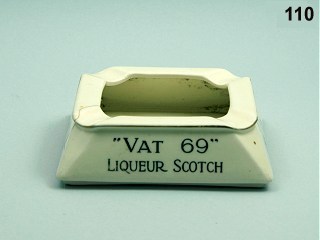 110
"VAT 69"
LIQUEUR SCOTCH